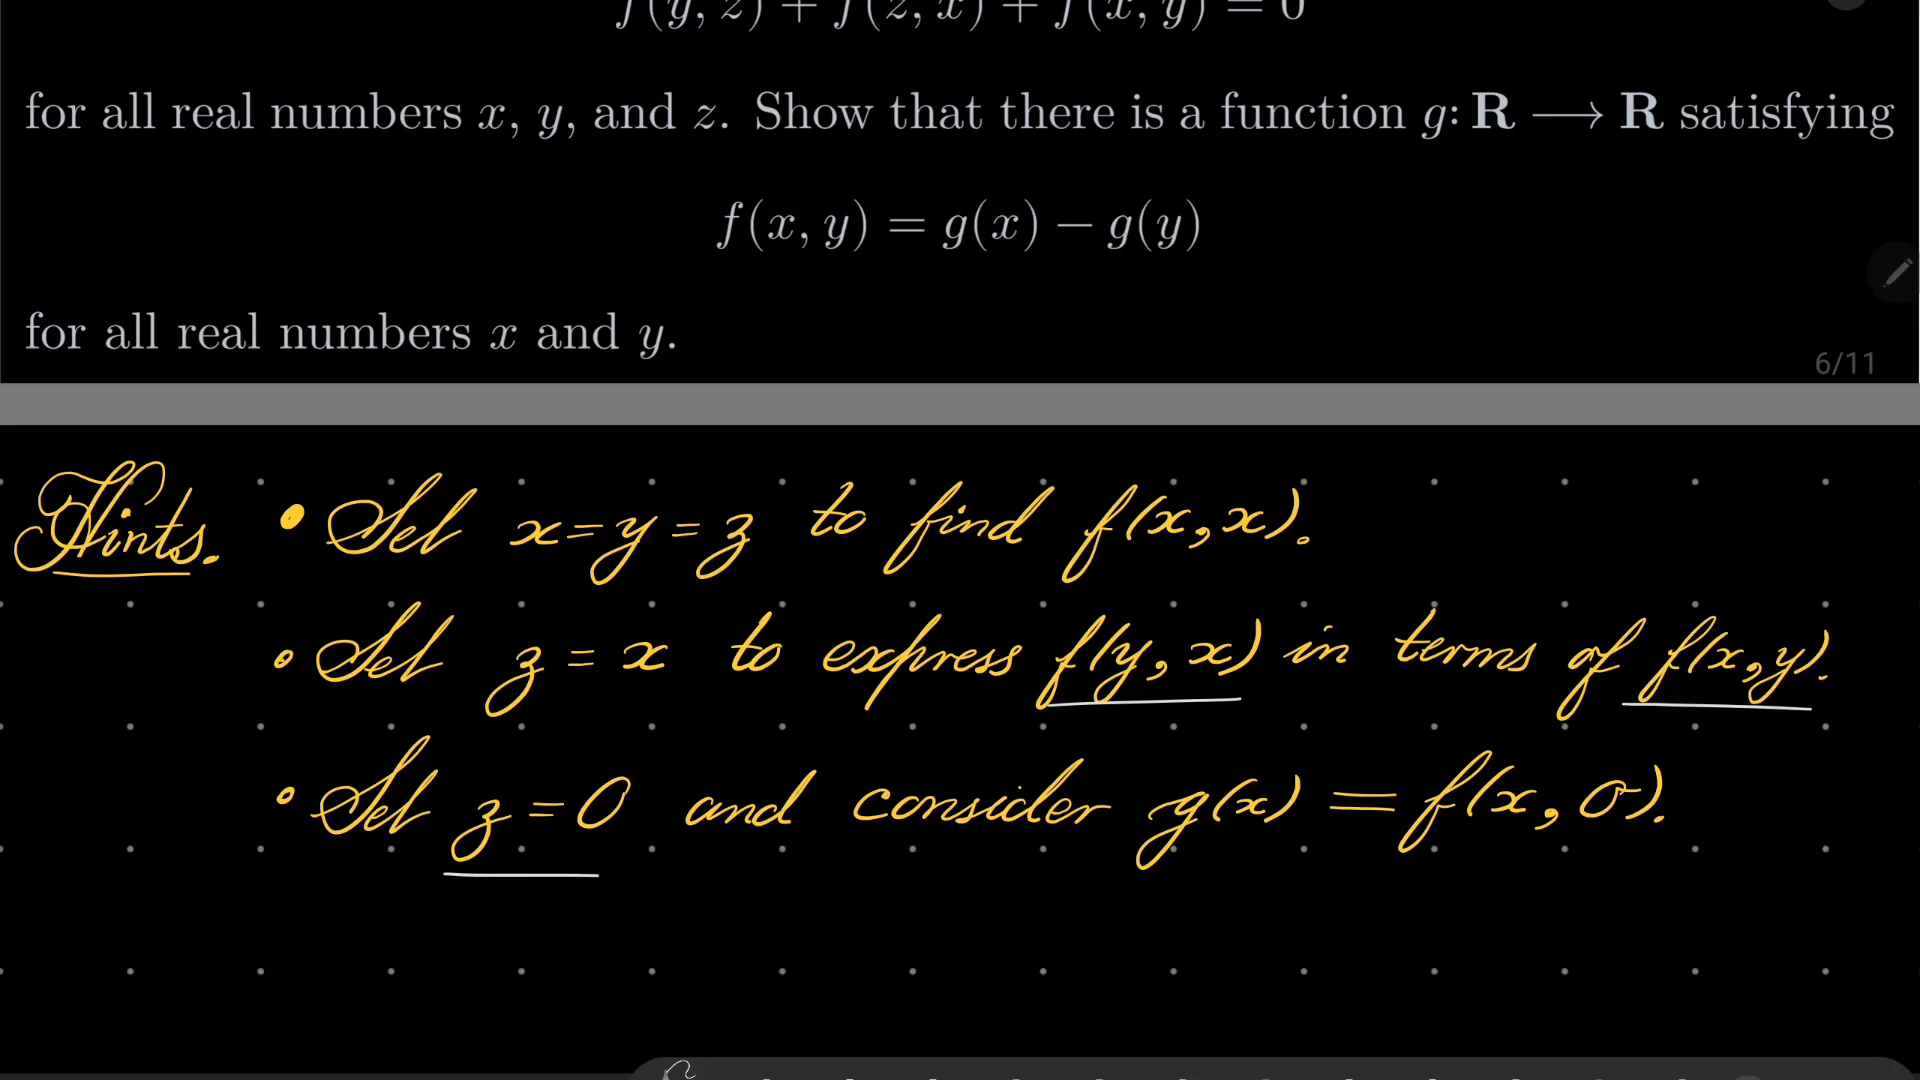 f(y, z) + f(z, x) + f(x, y) = 0
for all real numbers x, y, and z. Show that there is a function g: R ⟶ R satisfying
f(x, y) = g(x) − g(y)
for all real numbers x and y.
6/11
Hints. • Set x=y=z to find f(x,x).
• Set z=x to express f(y,x) in terms of f(x,y).
• Set z=0 and consider g(x) = f(x,0).